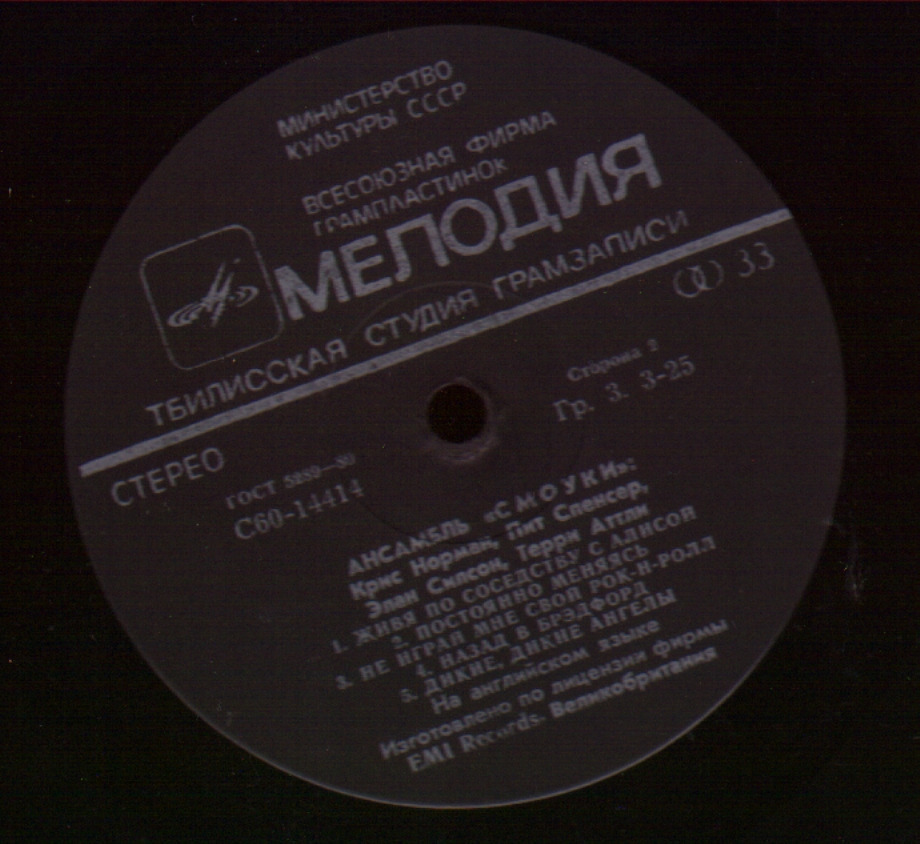 МИНИСТЕРСТВО
КУЛЬТУРЫ СССР
ВСЕСОЮЗНАЯ ФИРМА
ГРАМПЛАСТИНОК
МЕЛОДИЯ
ТБИЛИССКАЯ СТУДИЯ ГРАМЗАПИСИ
33
СТЕРЕО
Сторона 2
Гр. 3. 3-25
ГОСТ 5289—80
С60-14414
АНСАМБЛЬ «СМОУКИ»:
Крис Норман, Пит Спенсер,
Элан Силсон, Терри Аттли
1. ЖИВЯ ПО СОСЕДСТВУ С АЛИСОЙ
2. ПОСТОЯННО МЕНЯЯСЬ
3. НЕ ИГРАЙ МНЕ СВОЙ РОК-Н-РОЛЛ
4. НАЗАД В БРЭДФОРД
5. ДИКИЕ, ДИКИЕ АНГЕЛЫ
На английском языке
Изготовлено по лицензии фирмы
EMI Records. Великобритания